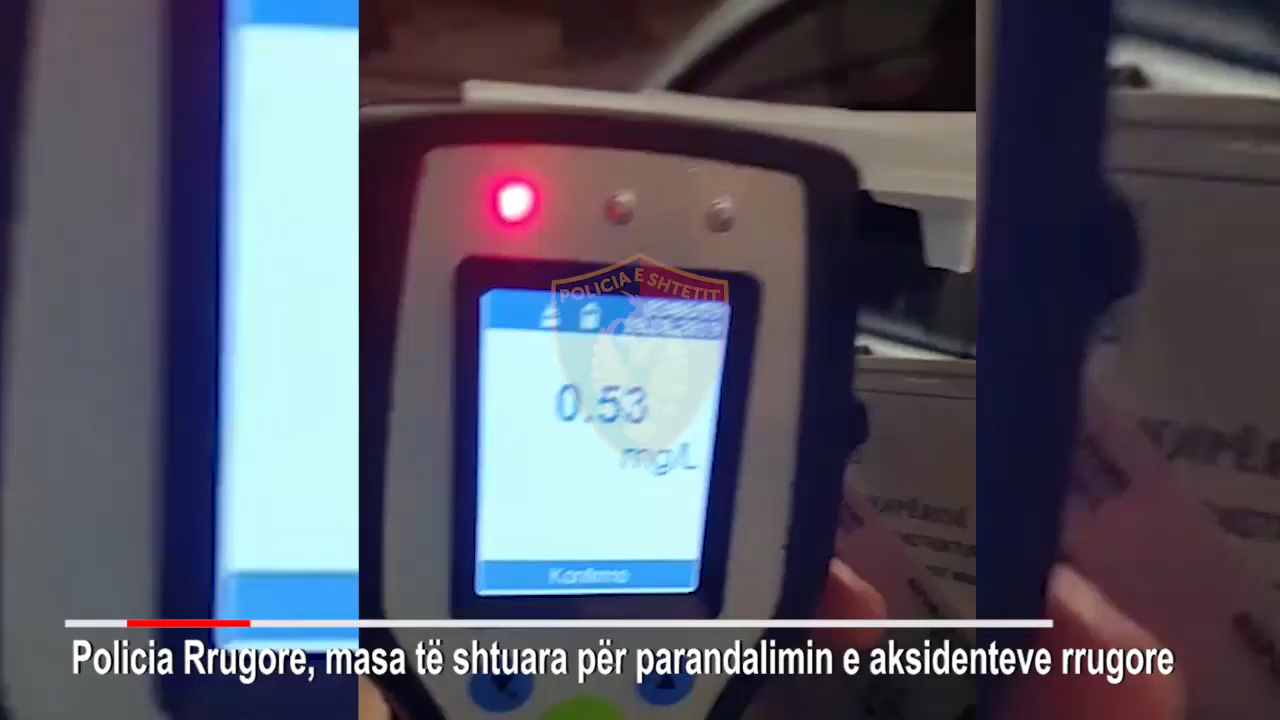 POLICIA E SHTETIT
0.53
mg/L
Konfirmo
Policia Rrugore, masa të shtuara për parandalimin e aksidenteve rrugore